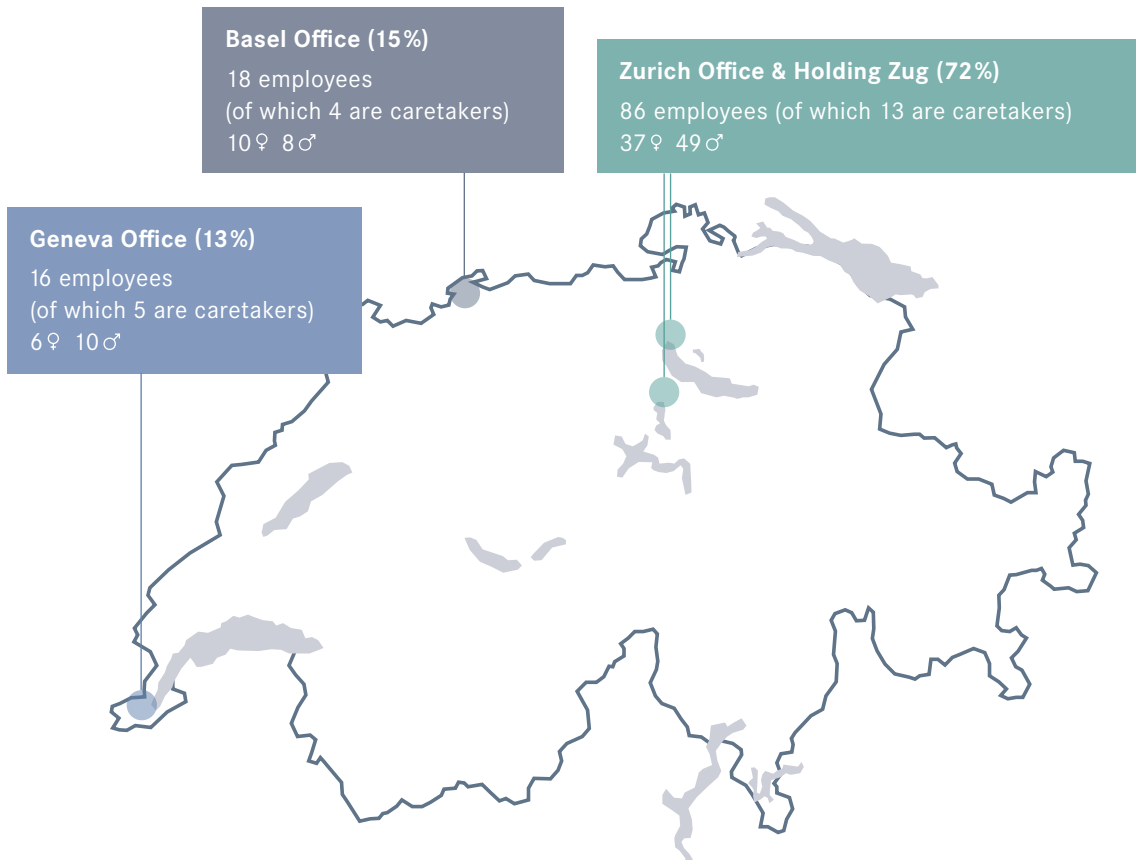 Basel Office (15%)
18 employees
(of which 4 are caretakers)
10♀ 8♂
Zurich Office & Holding Zug (72%)
86 employees (of which 13 are caretakers)
37♀ 49♂
Geneva Office (13%)
16 employees
(of which 5 are caretakers)
6♀ 10♂